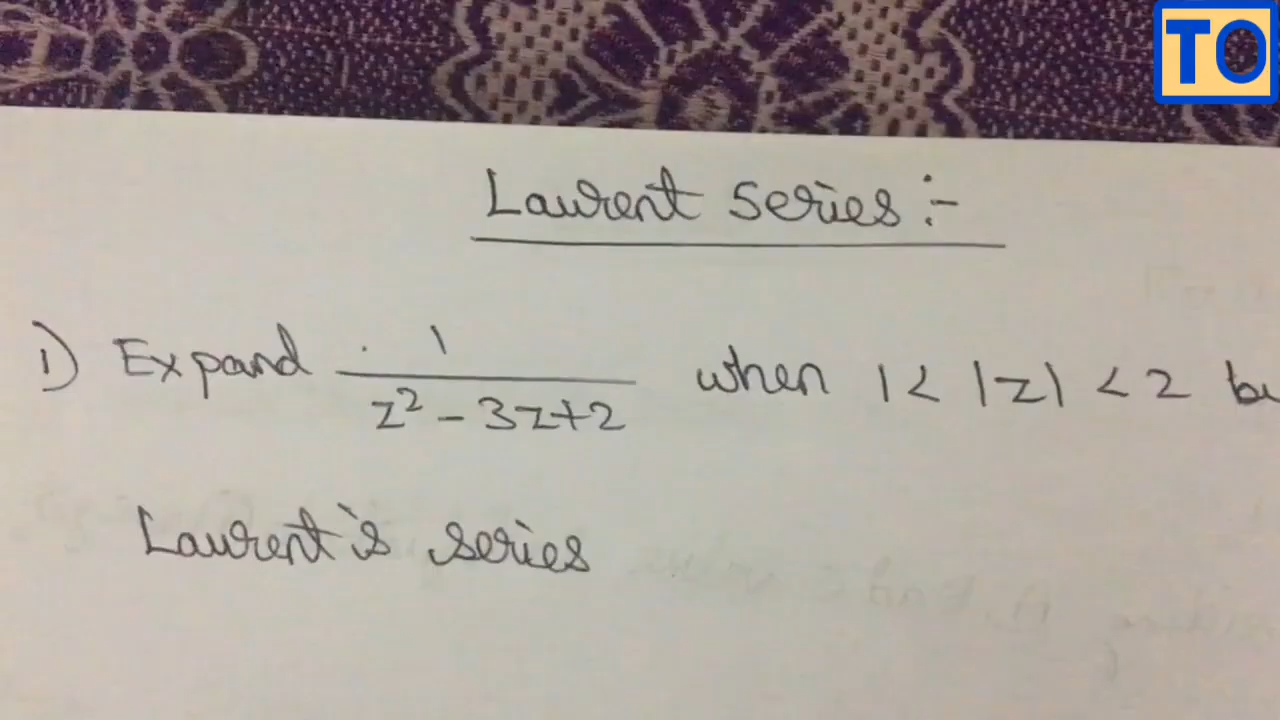 TO
Laurent series :-
1) Expand 1/(z² - 3z+2) when 1 < |z| < 2
Laurent's series